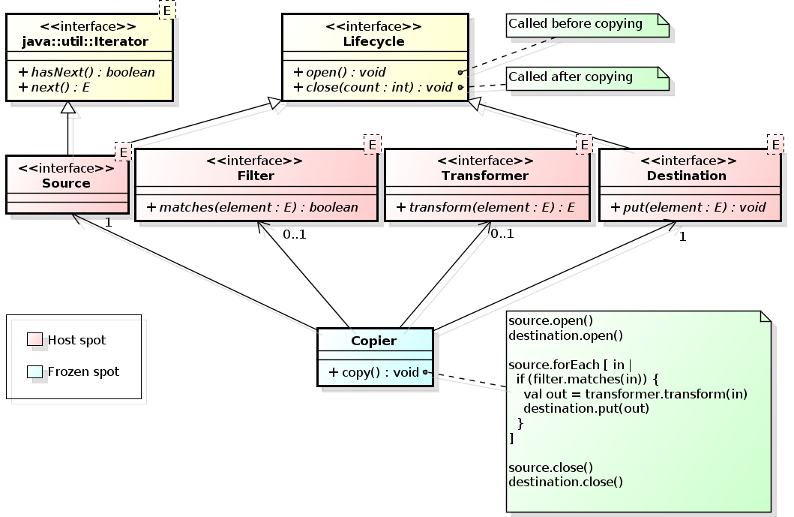 E
<<interface>>
java::util::Iterator
+ hasNext() : boolean
+ next() : E
<<interface>>
Lifecycle
+ open() : void
+ close(count : int) : void
Called before copying
Called after copying
E
<<interface>>
Source
E
<<interface>>
Filter
+ matches(element : E) : boolean
E
<<interface>>
Transformer
+ transform(element : E) : E
E
<<interface>>
Destination
+ put(element : E) : void
1
0..1
0..1
1
Host spot
Frozen spot
Copier
+ copy() : void
source.open()
destination.open()
source.forEach [ in |
if (filter.matches(in)) {
val out = transformer.transform(in)
destination.put(out)
}
]
source.close()
destination.close()